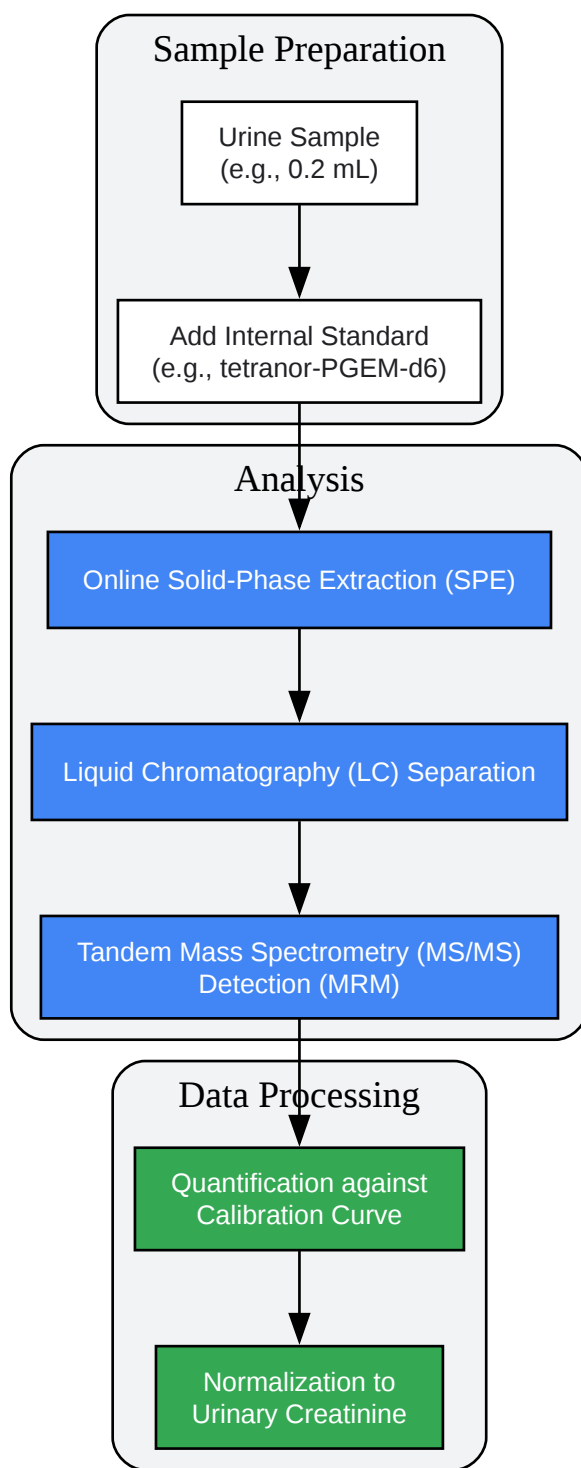 Sample Preparation
Urine Sample
(e.g., 0.2 mL)
Add Internal Standard
(e.g., tetranor-PGEM-d6)
Analysis
Online Solid-Phase Extraction (SPE)
Liquid Chromatography (LC) Separation
Tandem Mass Spectrometry (MS/MS)
Detection (MRM)
Data Processing
Quantification against
Calibration Curve
Normalization to
Urinary Creatinine